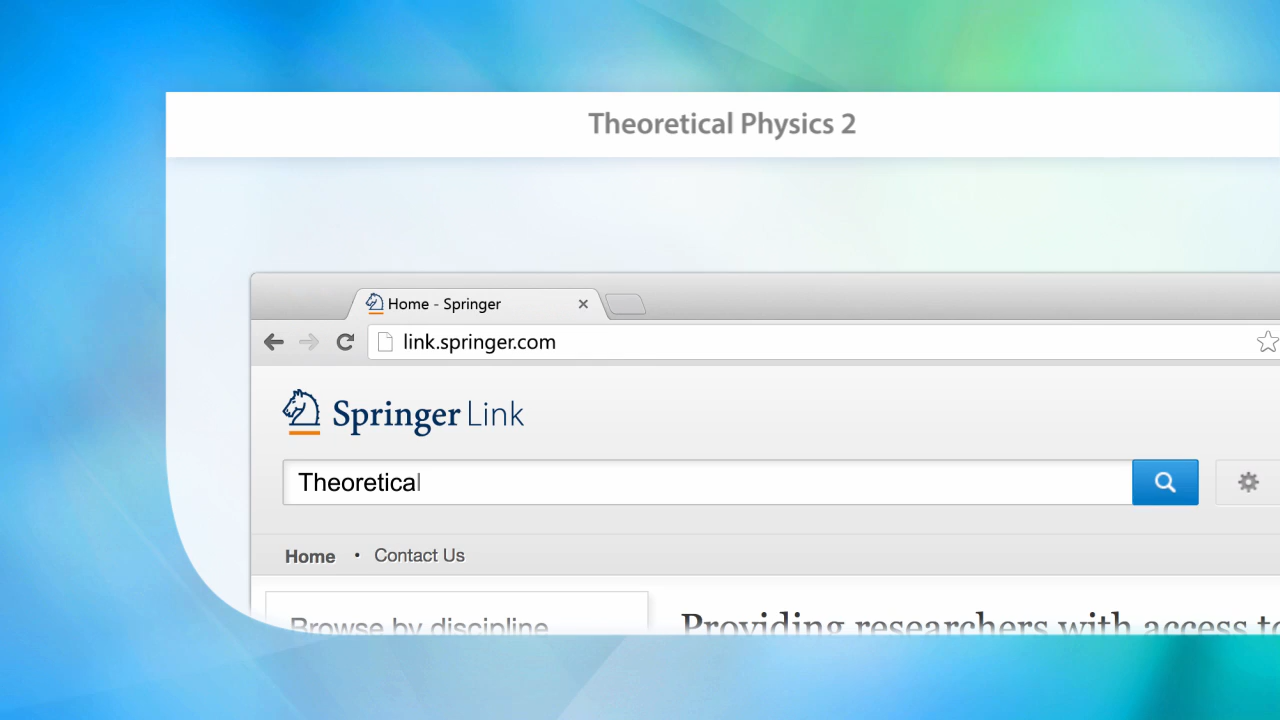 Theoretical Physics 2
Home - Springer
link.springer.com
Springer Link
Theoretical
Home • Contact Us
Browse by discipline
Providing researchers with access to